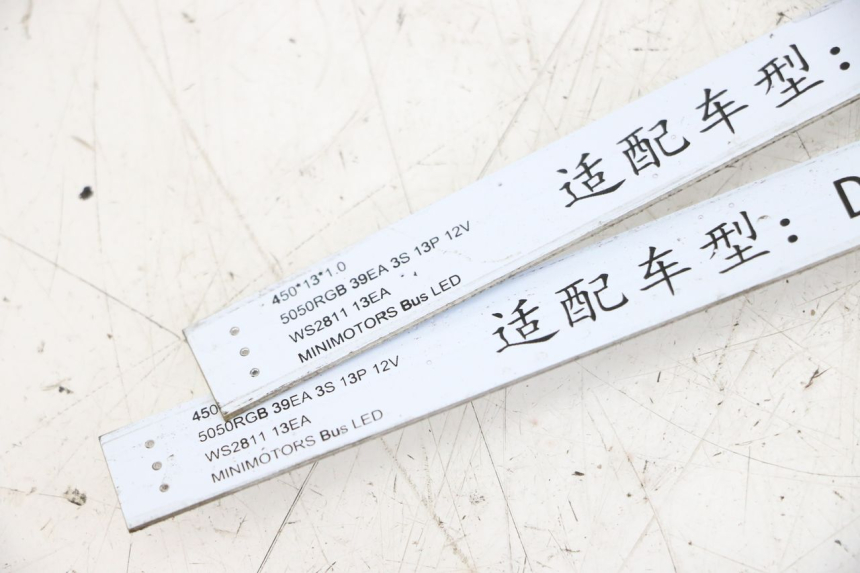 450*13*1.0
5050RGB 39EA 3S 13P 12V
WS2811 13EA
MINIMOTORS Bus LED
适配车型：
450
5050RGB 39EA 3S 13P 12V
WS2811 13EA
MINIMOTORS Bus LED
适配车型：D